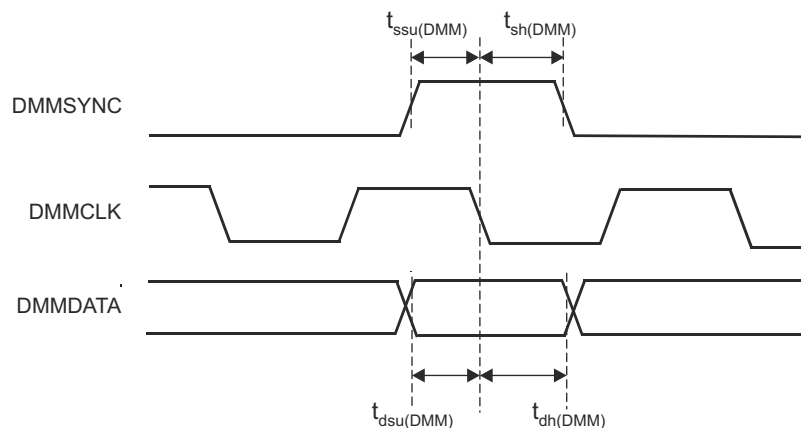 tssu(DMM) tsh(DMM)
DMMSYNC
DMMCLK
DMMDATA
tdsu(DMM) tdh(DMM)